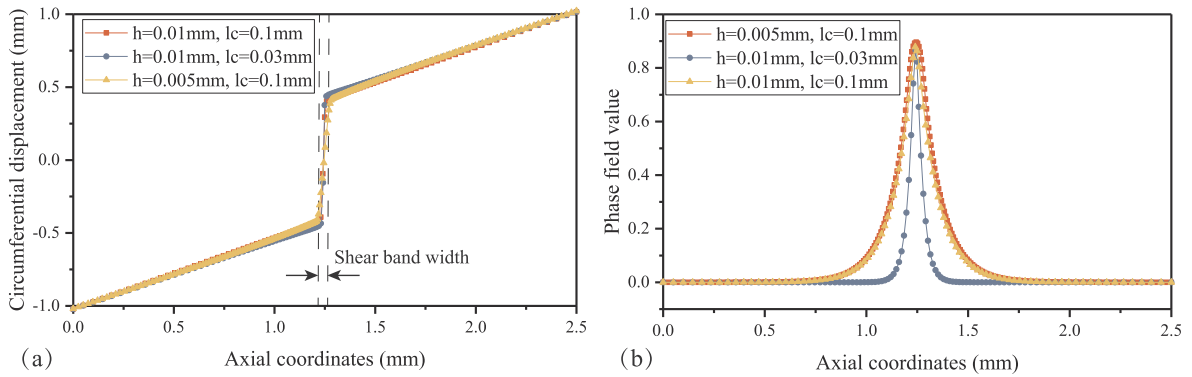 Circumferential displacement (mm)
1.0
0.5
0.0
-0.5
-1.0
h=0.01mm, lc=0.1mm
h=0.01mm, lc=0.03mm
h=0.005mm, lc=0.1mm
Shear band width
0.0 0.5 1.0 1.5 2.0 2.5
(a)
Axial coordinates (mm)
Phase field value
0.8
0.6
0.4
0.2
0.0
h=0.005mm, lc=0.1mm
h=0.01mm, lc=0.03mm
h=0.01mm, lc=0.1mm
0.0 0.5 1.0 1.5 2.0 2.5
(b)
Axial coordinates (mm)